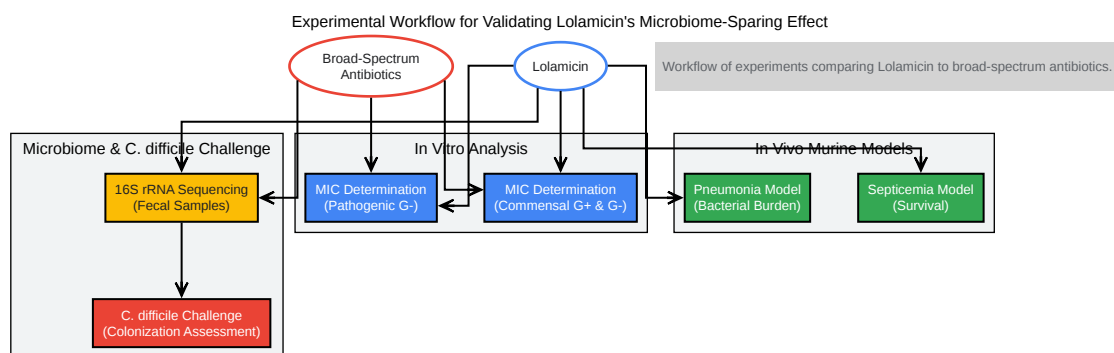 Experimental Workflow for Validating Lolamicin's Microbiome-Sparing Effect
Broad-Spectrum
Antibiotics
Lolamicin
Workflow of experiments comparing Lolamicin to broad-spectrum antibiotics.
Microbiome & C. difficile Challenge
In Vitro Analysis
In Vivo Murine Models
16S rRNA Sequencing
(Fecal Samples)
MIC Determination
(Pathogenic G-)
MIC Determination
(Commensal G+ & G-)
Pneumonia Model
(Bacterial Burden)
Septicemia Model
(Survival)
C. difficile Challenge
(Colonization Assessment)